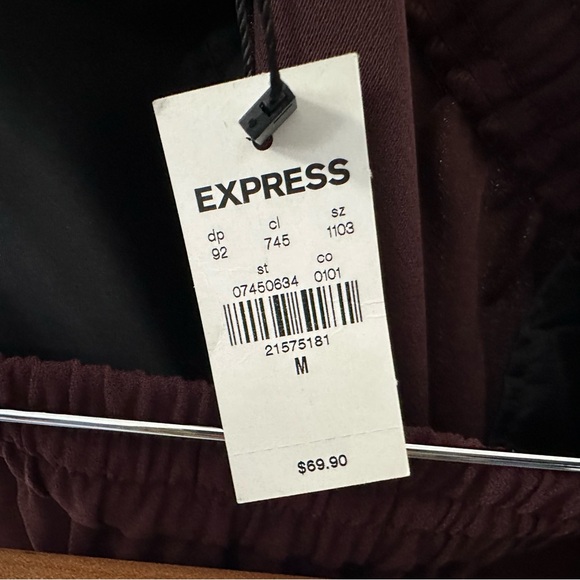 EXPRESS
dp cl sz
92 745 1103
st co
07450634 0101
21575181
M
$69.90